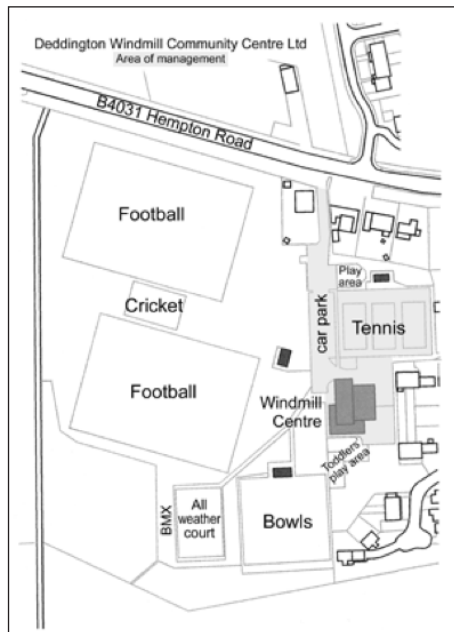 Deddington Windmill Community Centre Ltd
Area of management
B4031 Hempton Road
Football
Cricket
Football
Play
area
car park
Tennis
Windmill
Centre
Toddlers
play area
BMX
All
weather
court
Bowls